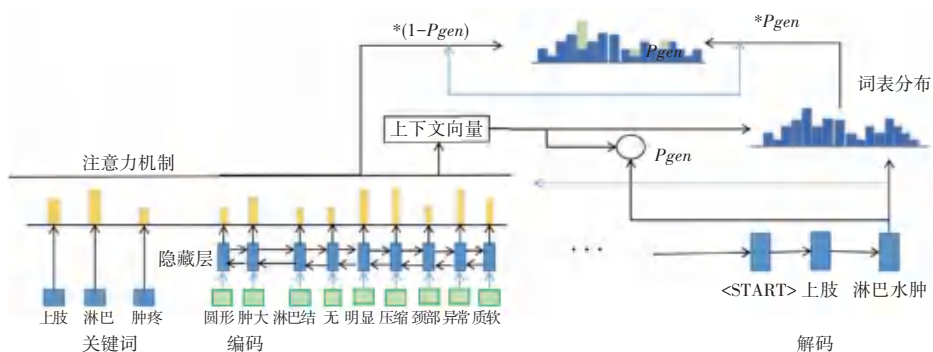 *(1-Pgen)
*Pgen
Pgen
词表分布
上下文向量
Pgen
注意力机制
隐藏层
...
<START> 上肢 淋巴水肿
上肢 淋巴 肿疼 圆形 肿大 淋巴结 无 明显 压缩 颈部 异常 质软
关键词 编码 解码